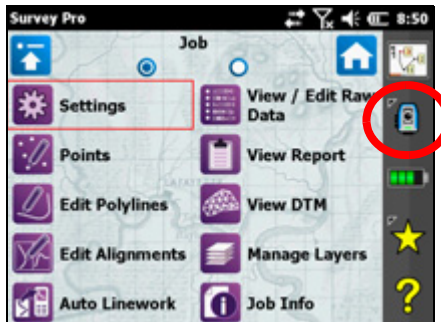 Survey Pro 8:50
Job
Settings
View / Edit Raw
Data
Points
View Report
Edit Polylines
View DTM
Edit Alignments
Manage Layers
Auto Linework
Job Info
?